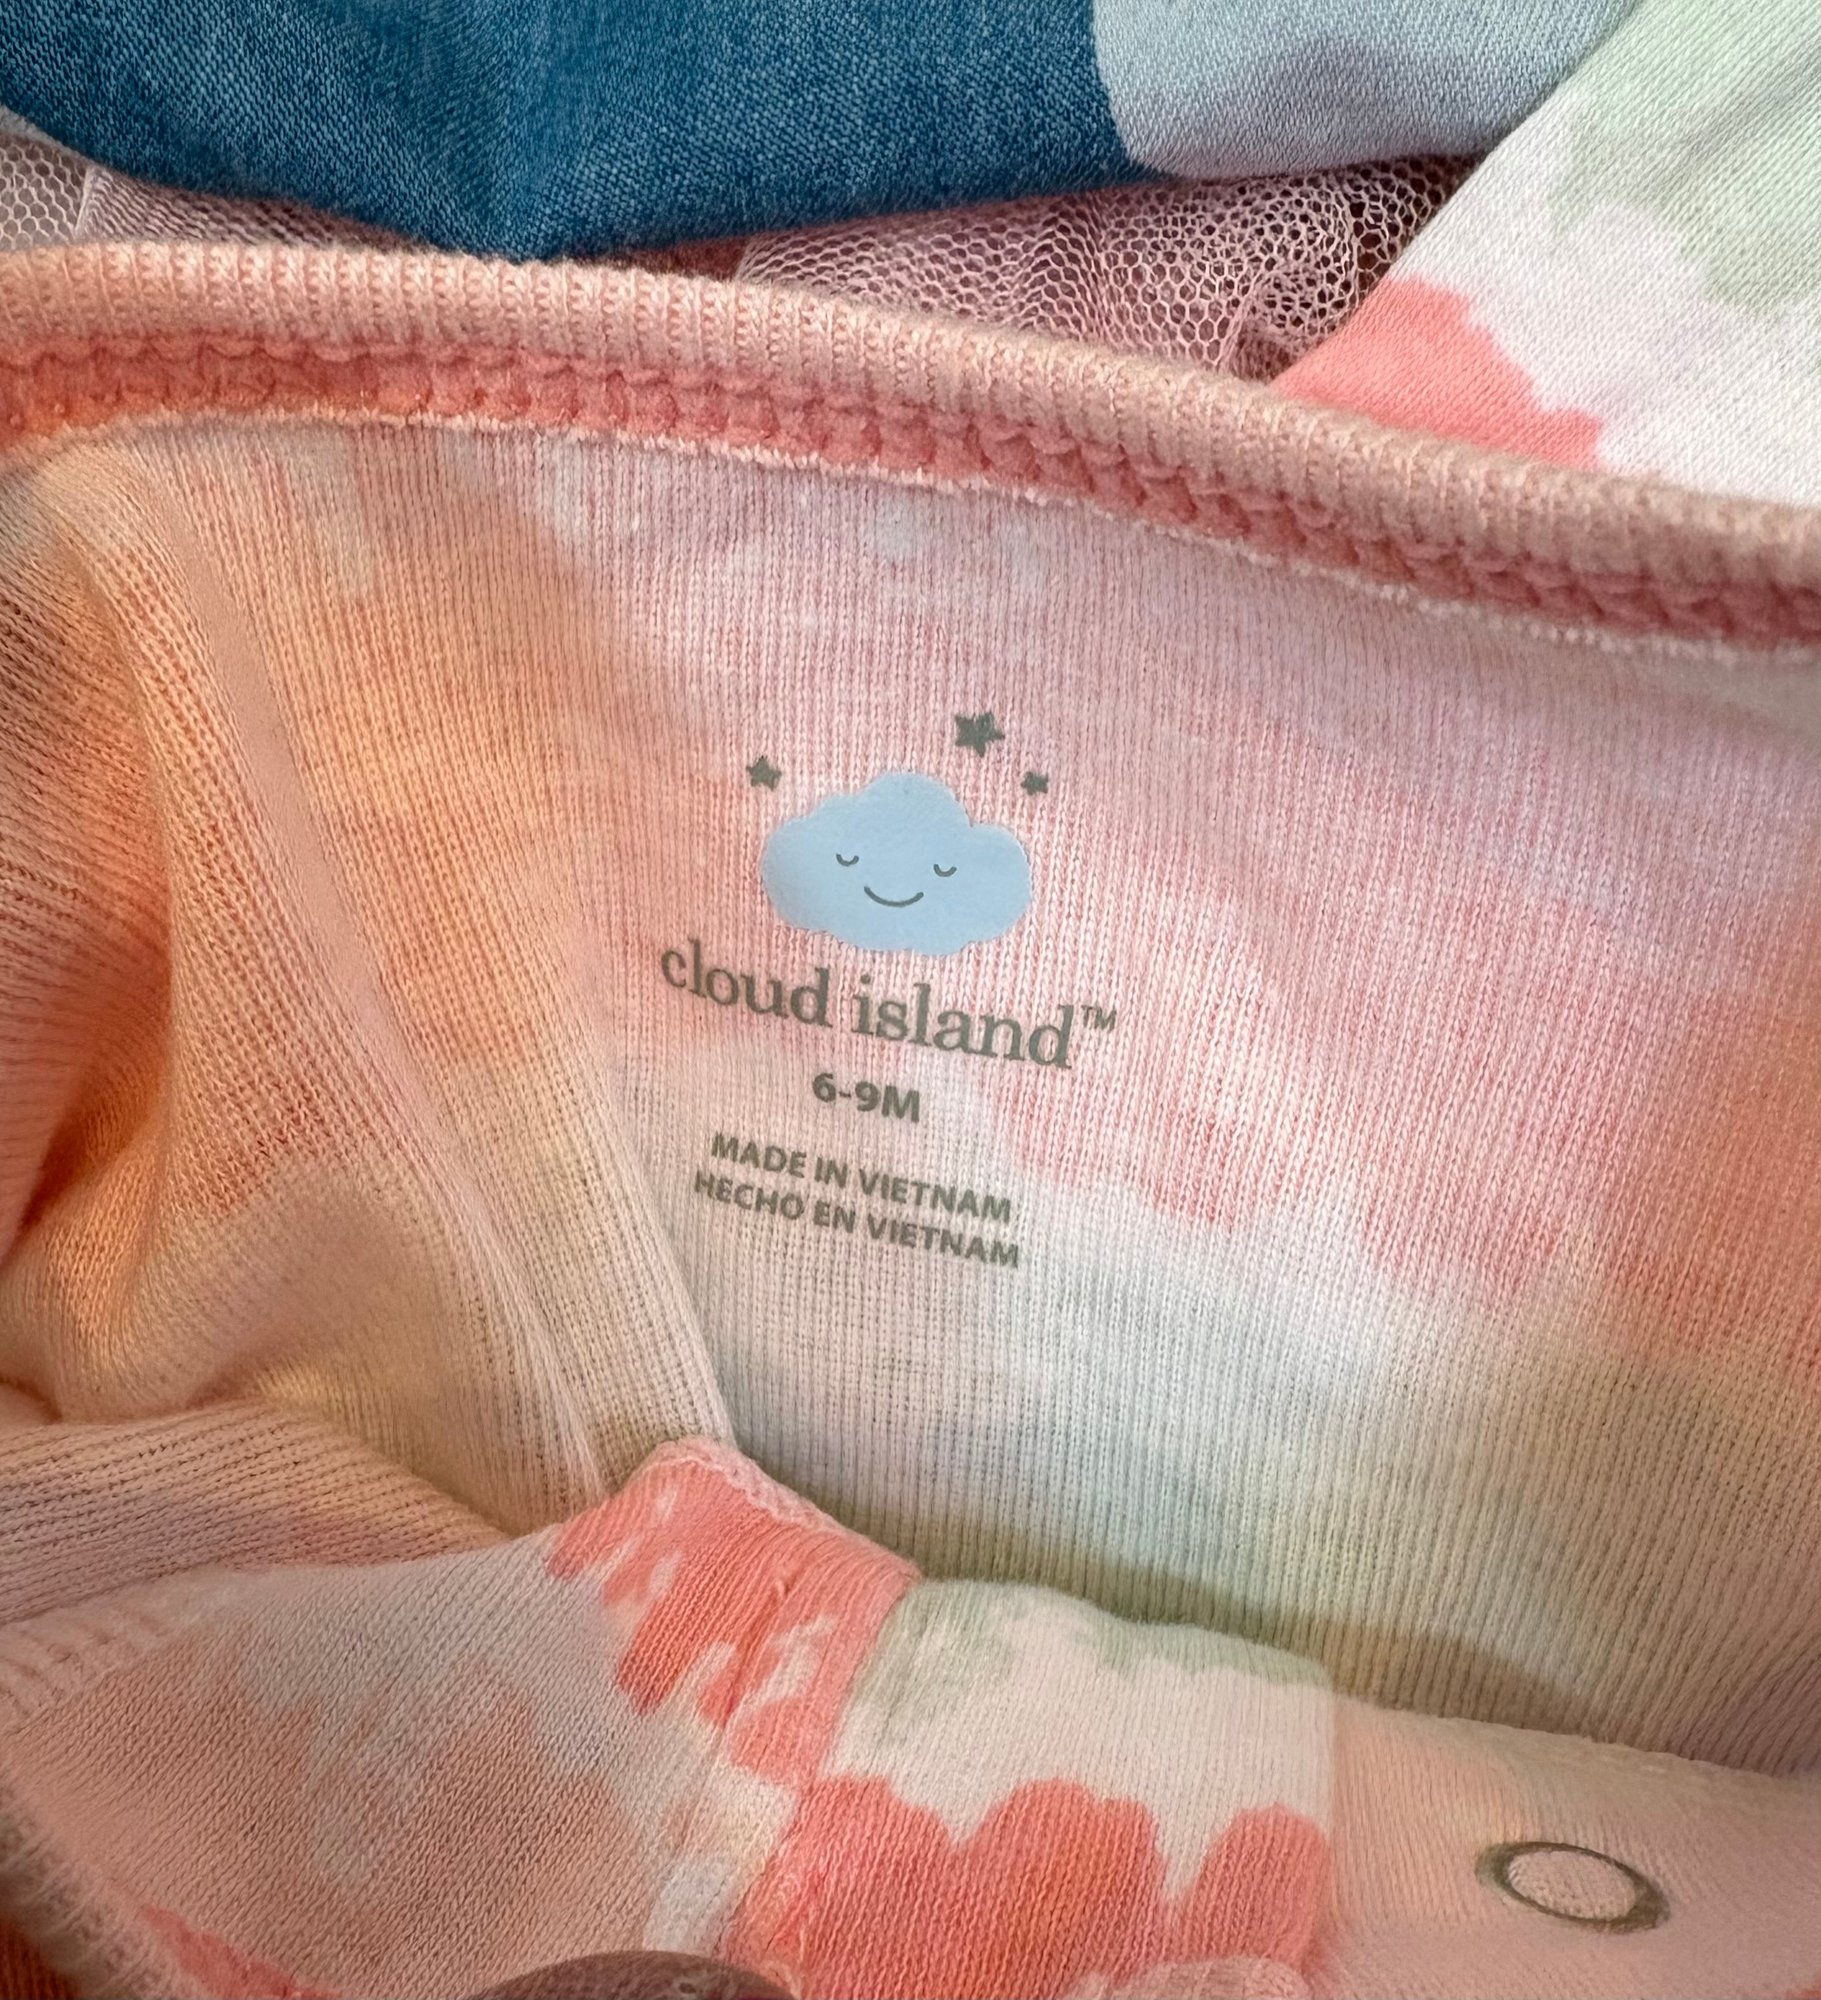 cloud island™
6-9M
MADE IN VIETNAM
HECHO EN VIETNAM